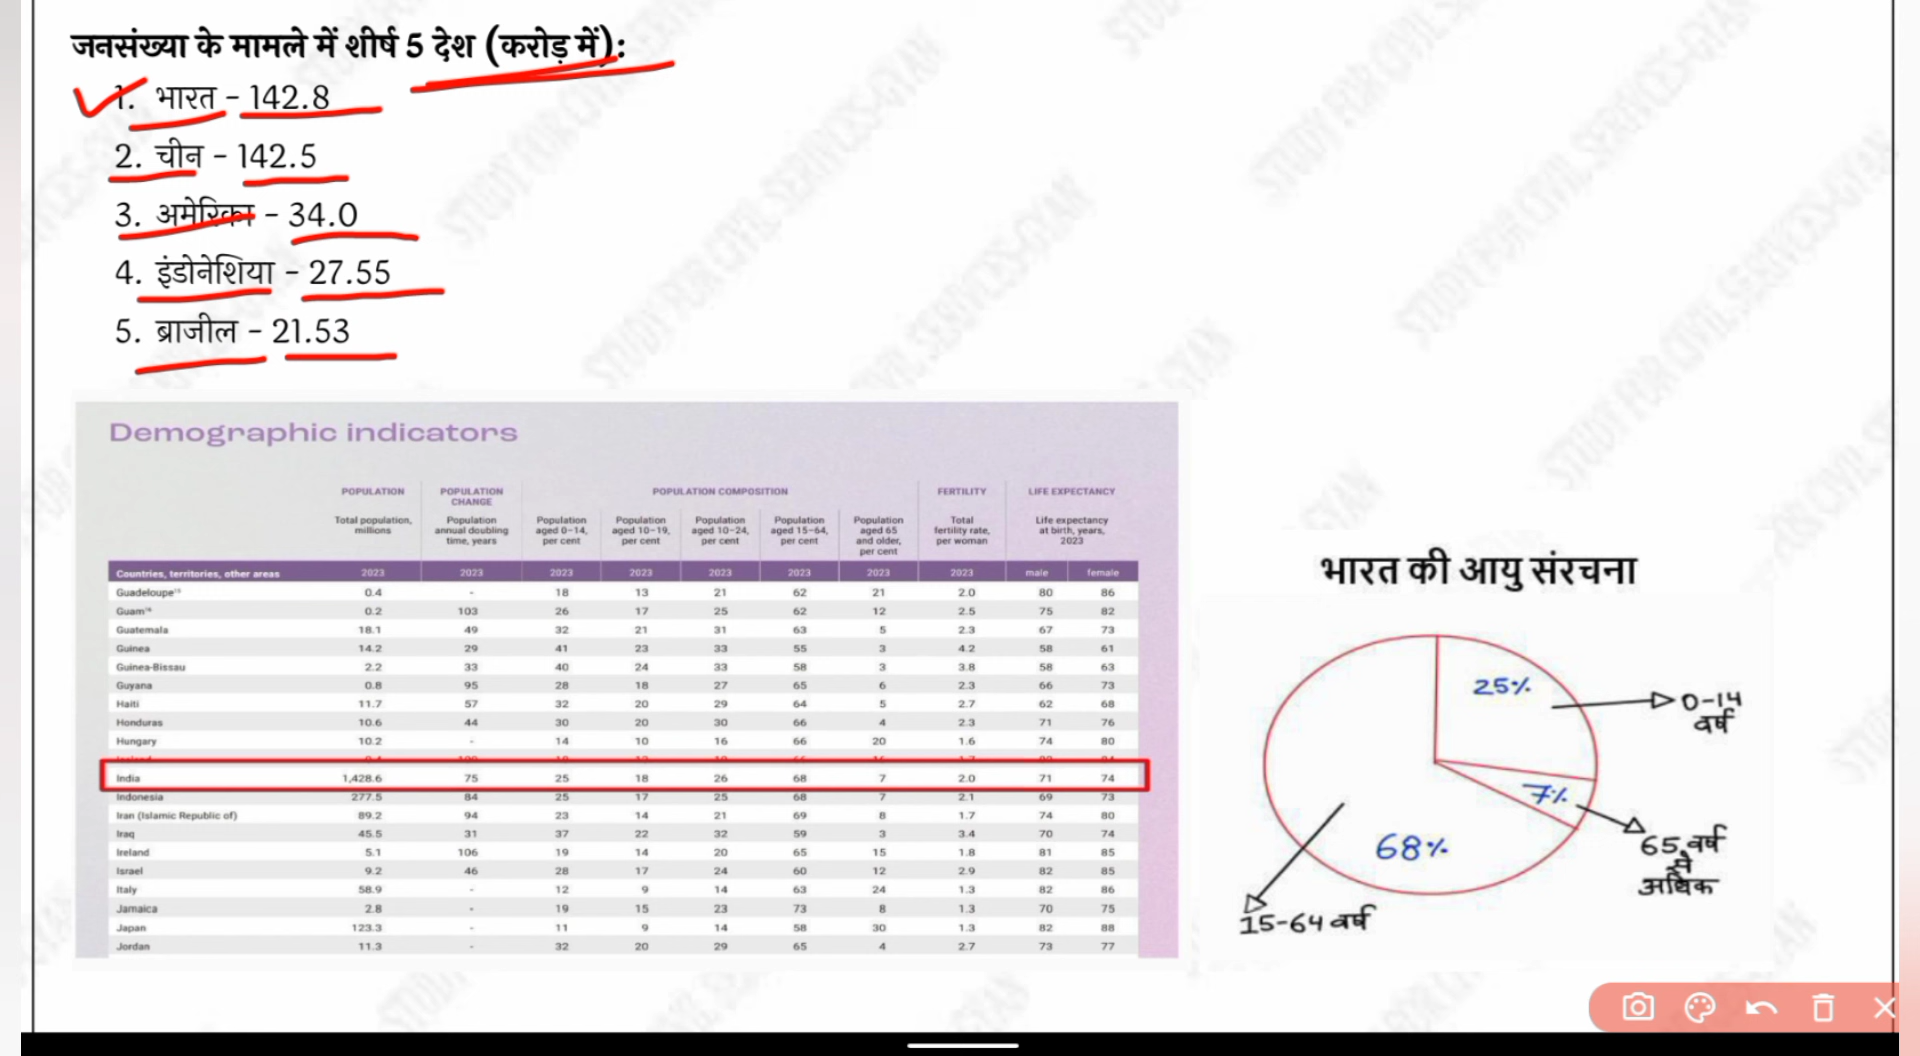 जनसंख्या के मामले में शीर्ष 5 देश (करोड़ में):
1. भारत - 142.8
2. चीन - 142.5
3. अमेरिका - 34.0
4. इंडोनेशिया - 27.55
5. ब्राजील - 21.53
Demographic indicators
POPULATION POPULATION CHANGE POPULATION COMPOSITION FERTILITY LIFE EXPECTANCY
Total population, millions Population annual doubling time, years Population aged 0–14, per cent Population aged 10–19, per cent Population aged 10–24, per cent Population aged 15–64, per cent Population aged 65 and older, per cent Total fertility rate, per woman Life expectancy at birth, years, 2023
Countries, territories, other areas 2023 2023 2023 2023 2023 2023 2023 2023 male female
Guadeloupe 0.4 - 18 13 21 62 21 2.0 80 86
Guam 0.2 103 26 17 25 62 12 2.5 75 82
Guatemala 18.1 49 32 21 31 63 5 2.3 67 73
Guinea 14.2 29 41 23 33 55 3 4.2 58 61
Guinea-Bissau 2.2 33 40 24 33 58 3 3.8 58 63
Guyana 0.8 95 28 18 27 65 6 2.3 66 73
Haiti 11.7 57 32 20 29 64 5 2.7 62 68
Honduras 10.6 44 30 20 30 66 4 2.3 71 76
Hungary 10.2 - 14 10 16 66 20 1.6 74 80
India 1,428.6 75 25 18 26 68 7 2.0 71 74
Indonesia 277.5 84 25 17 25 68 7 2.1 69 73
Iran (Islamic Republic of) 89.2 94 23 14 21 69 8 1.7 74 80
Iraq 45.5 31 37 22 32 59 3 3.4 70 74
Ireland 5.1 106 19 14 20 65 15 1.8 81 85
Israel 9.2 46 28 17 24 60 12 2.9 82 85
Italy 58.9 - 12 9 14 63 24 1.3 82 86
Jamaica 2.8 - 19 15 23 73 8 1.3 70 75
Japan 123.3 - 11 9 14 58 30 1.3 82 88
Jordan 11.3 - 32 20 29 65 4 2.7 73 77
भारत की आयु संरचना
25%
0-14 वर्ष
7%
65 वर्ष से अधिक
68%
15-64 वर्ष
STUDY FOR CIVIL SERVICES-GYAN